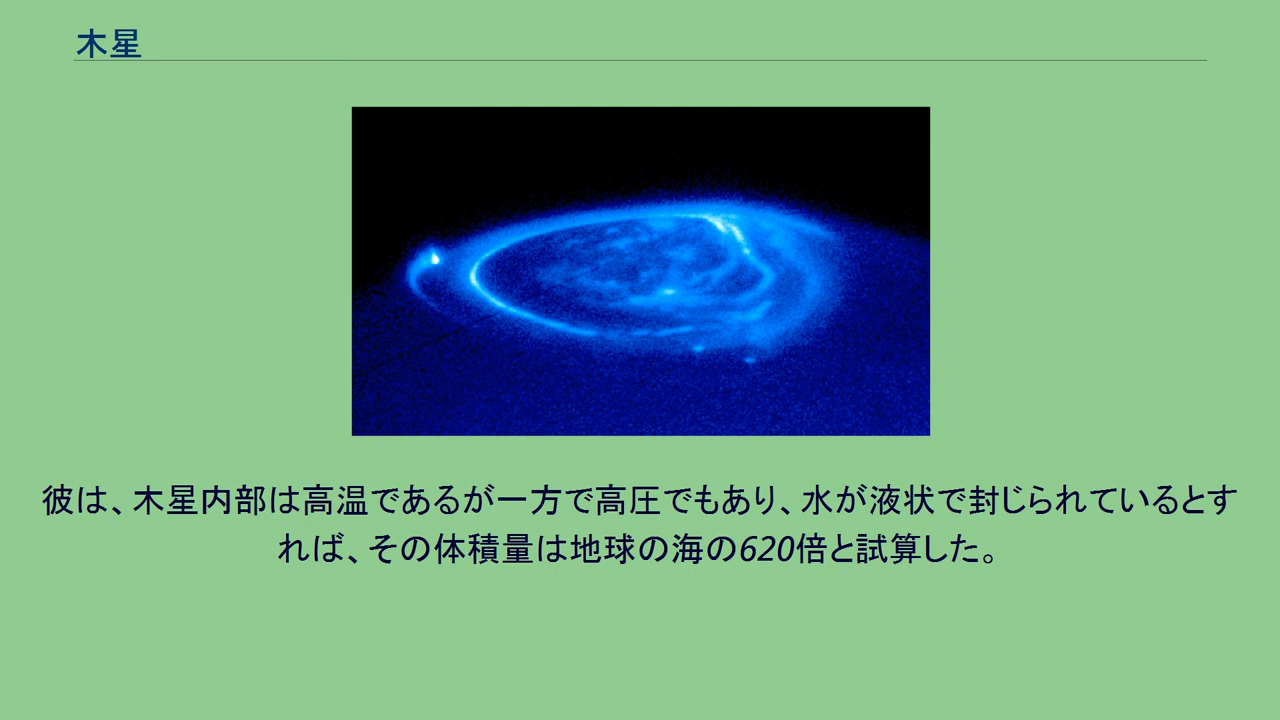 木星
彼は、木星内部は高温であるが一方で高圧でもあり、水が液状で封じられているとす
れば、その体積量は地球の海の620倍と試算した。